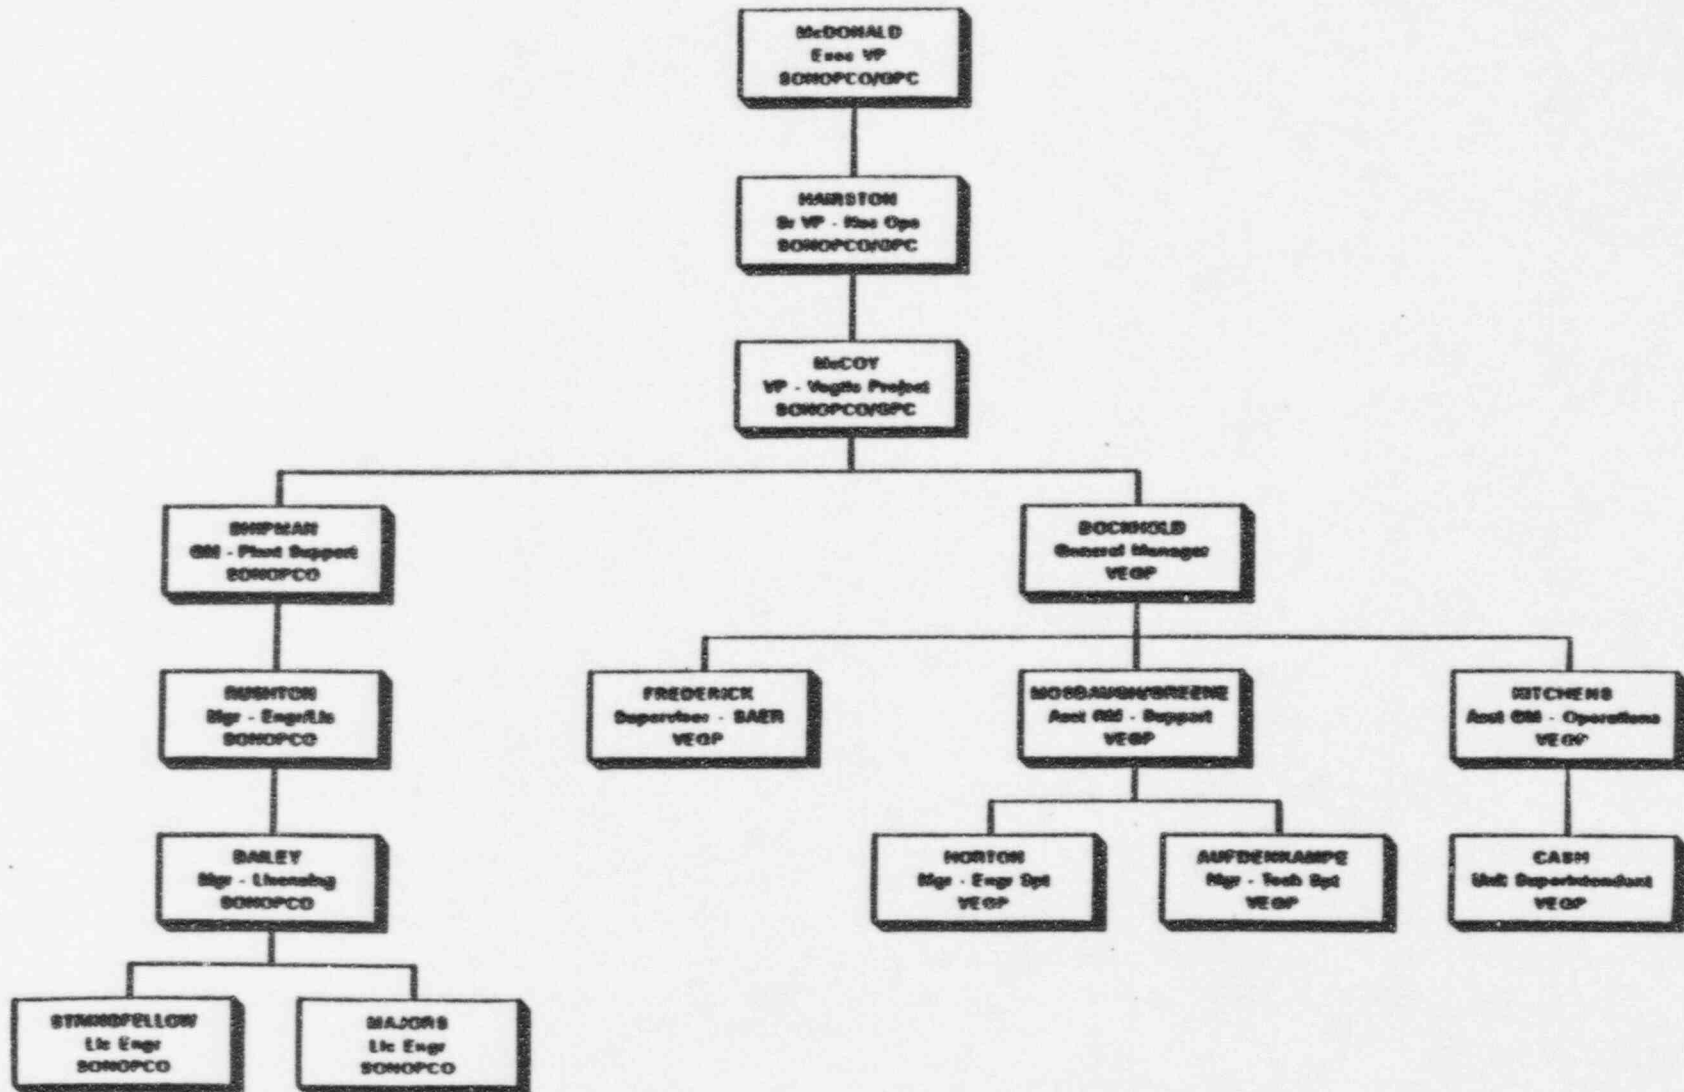 McDONALD
Exec VP
SONOPCO/GPC
HAIRSTON
Sr VP - Nuc Ops
SONOPCO/GPC
McCOY
VP - Vogtle Project
SONOPCO/GPC
SHIPMAN
GM - Plant Support
SONOPCO
BOCKHOLD
General Manager
VEGP
RUSHTON
Mgr - Engr/Lic
SONOPCO
FREDERICK
Supervisor - SAER
VEGP
MOSBAUGH/GREENE
Asst GM - Support
VEGP
KITCHENS
Asst GM - Operations
VEGP
BAILEY
Mgr - Licensing
SONOPCO
HORTON
Mgr - Engr Spt
VEGP
AUFDENKAMPE
Mgr - Tech Spt
VEGP
CASH
Unit Superintendant
VEGP
STRINGFELLOW
Lic Engr
SONOPCO
MAJORS
Lic Engr
SONOPCO